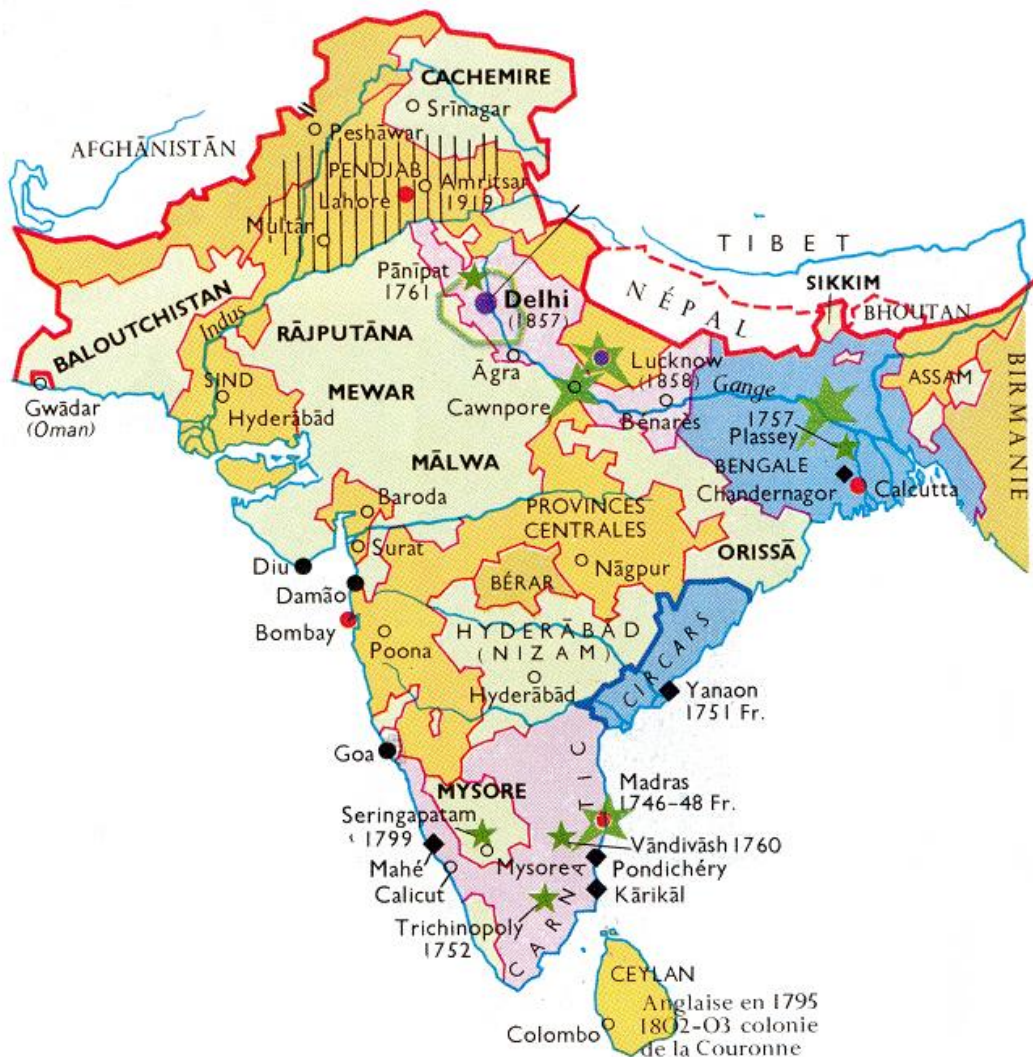 CACHEMIRE
Srīnagar
AFGHĀNISTĀN
Peshāwar
PENDJAB
Amritsar
1919
Lahore
Multān
TIBET
Pānīpat
1761
Delhi
(1857)
NÉPAL
SIKKIM
BHOUTAN
BALOUTCHISTAN
Indus
RĀJPUTĀNA
Āgra
Lucknow
(1858)
Gange
ASSAM
BIRMANIE
Gwādar
(Oman)
SIND
Hyderābād
MEWAR
Cawnpore
Bénarès
1757
Plassey
MĀLWA
BENGALE
Chandernagor
Calcutta
Baroda
PROVINCES
CENTRALES
Surat
ORISSĀ
Diu
Nāgpur
BÉRAR
Damāo
Bombay
HYDERĀBĀD
(NIZAM)
Poona
Hyderābād
CIRCARS
Yanaon
1751 Fr.
Goa
CARNATIC
Madras
1746-48 Fr.
MYSORE
Seringapatam
1799
Vāndivāsh 1760
Mahé
Mysore
Pondichéry
Calicut
Kārikāl
Trichinopoly
1752
CEYLAN
Anglaise en 1795
1802-03 colonie
de la Couronne
Colombo